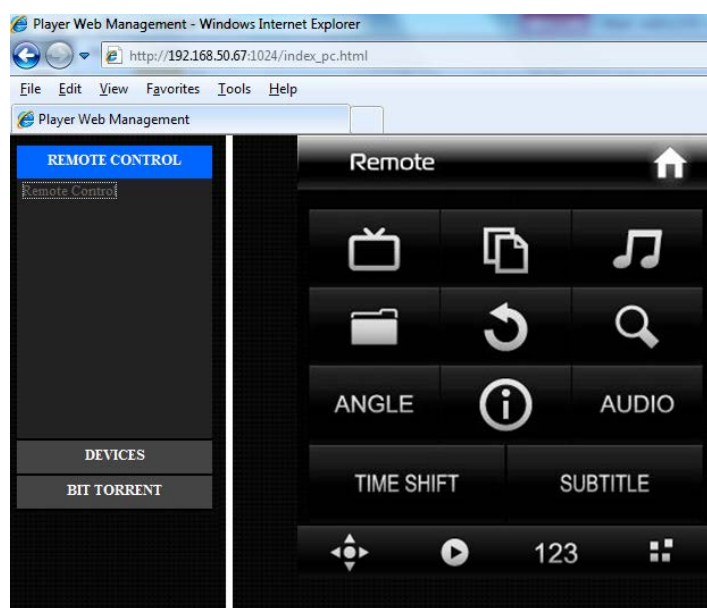 Player Web Management - Windows Internet Explorer
http://192.168.50.67:1024/index_pc.html
File Edit View Favorites Tools Help
Player Web Management
REMOTE CONTROL
Remote Control
DEVICES
BIT TORRENT
Remote
ANGLE
AUDIO
TIME SHIFT
SUBTITLE
123